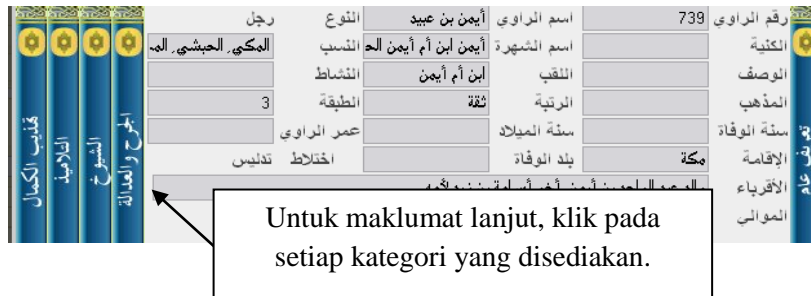 رقم الراوي 739 اسم الراوي أيمن بن عبيد النوع رجل
الكنية اسم الشهرة أيمن ابن أم أيمن الح النسب المكي, الحبشي, المـ
الوصف اللقب ابن أم أيمن النشاط
المذهب الرتبة ثقة الطبقة 3
سنة الوفاة سنة الميلاد عمر الراوي
الإقامة مكة بلد الوفاة اختلاط تدليس
الأقرباء
الموالي
تعريف عام
الجرح والعدالة
الشيوخ
التلاميذ
تهذيب الكمال
Untuk maklumat lanjut, klik pada
setiap kategori yang disediakan.